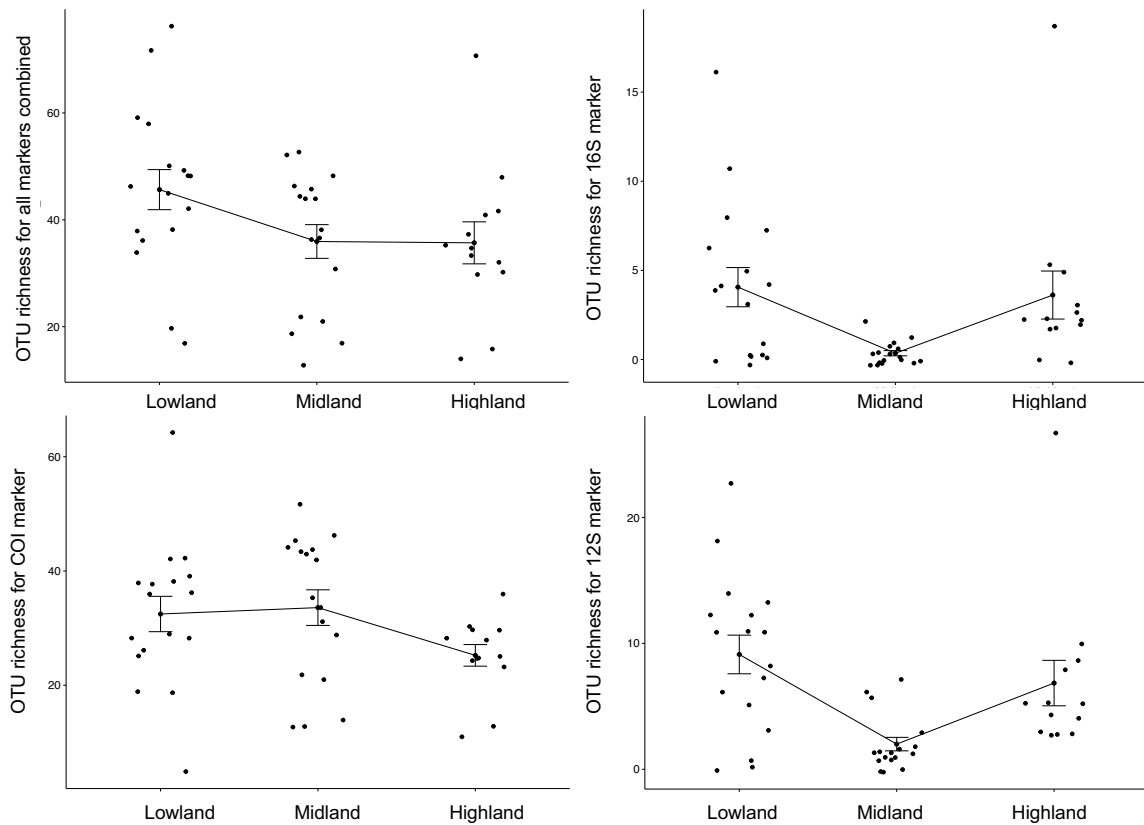 OTU richness for all markers combined
60
40
20
Lowland
Midland
Highland
OTU richness for 16S marker
15
10
5
0
Lowland
Midland
Highland
OTU richness for COI marker
60
40
20
Lowland
Midland
Highland
OTU richness for 12S marker
20
10
0
Lowland
Midland
Highland